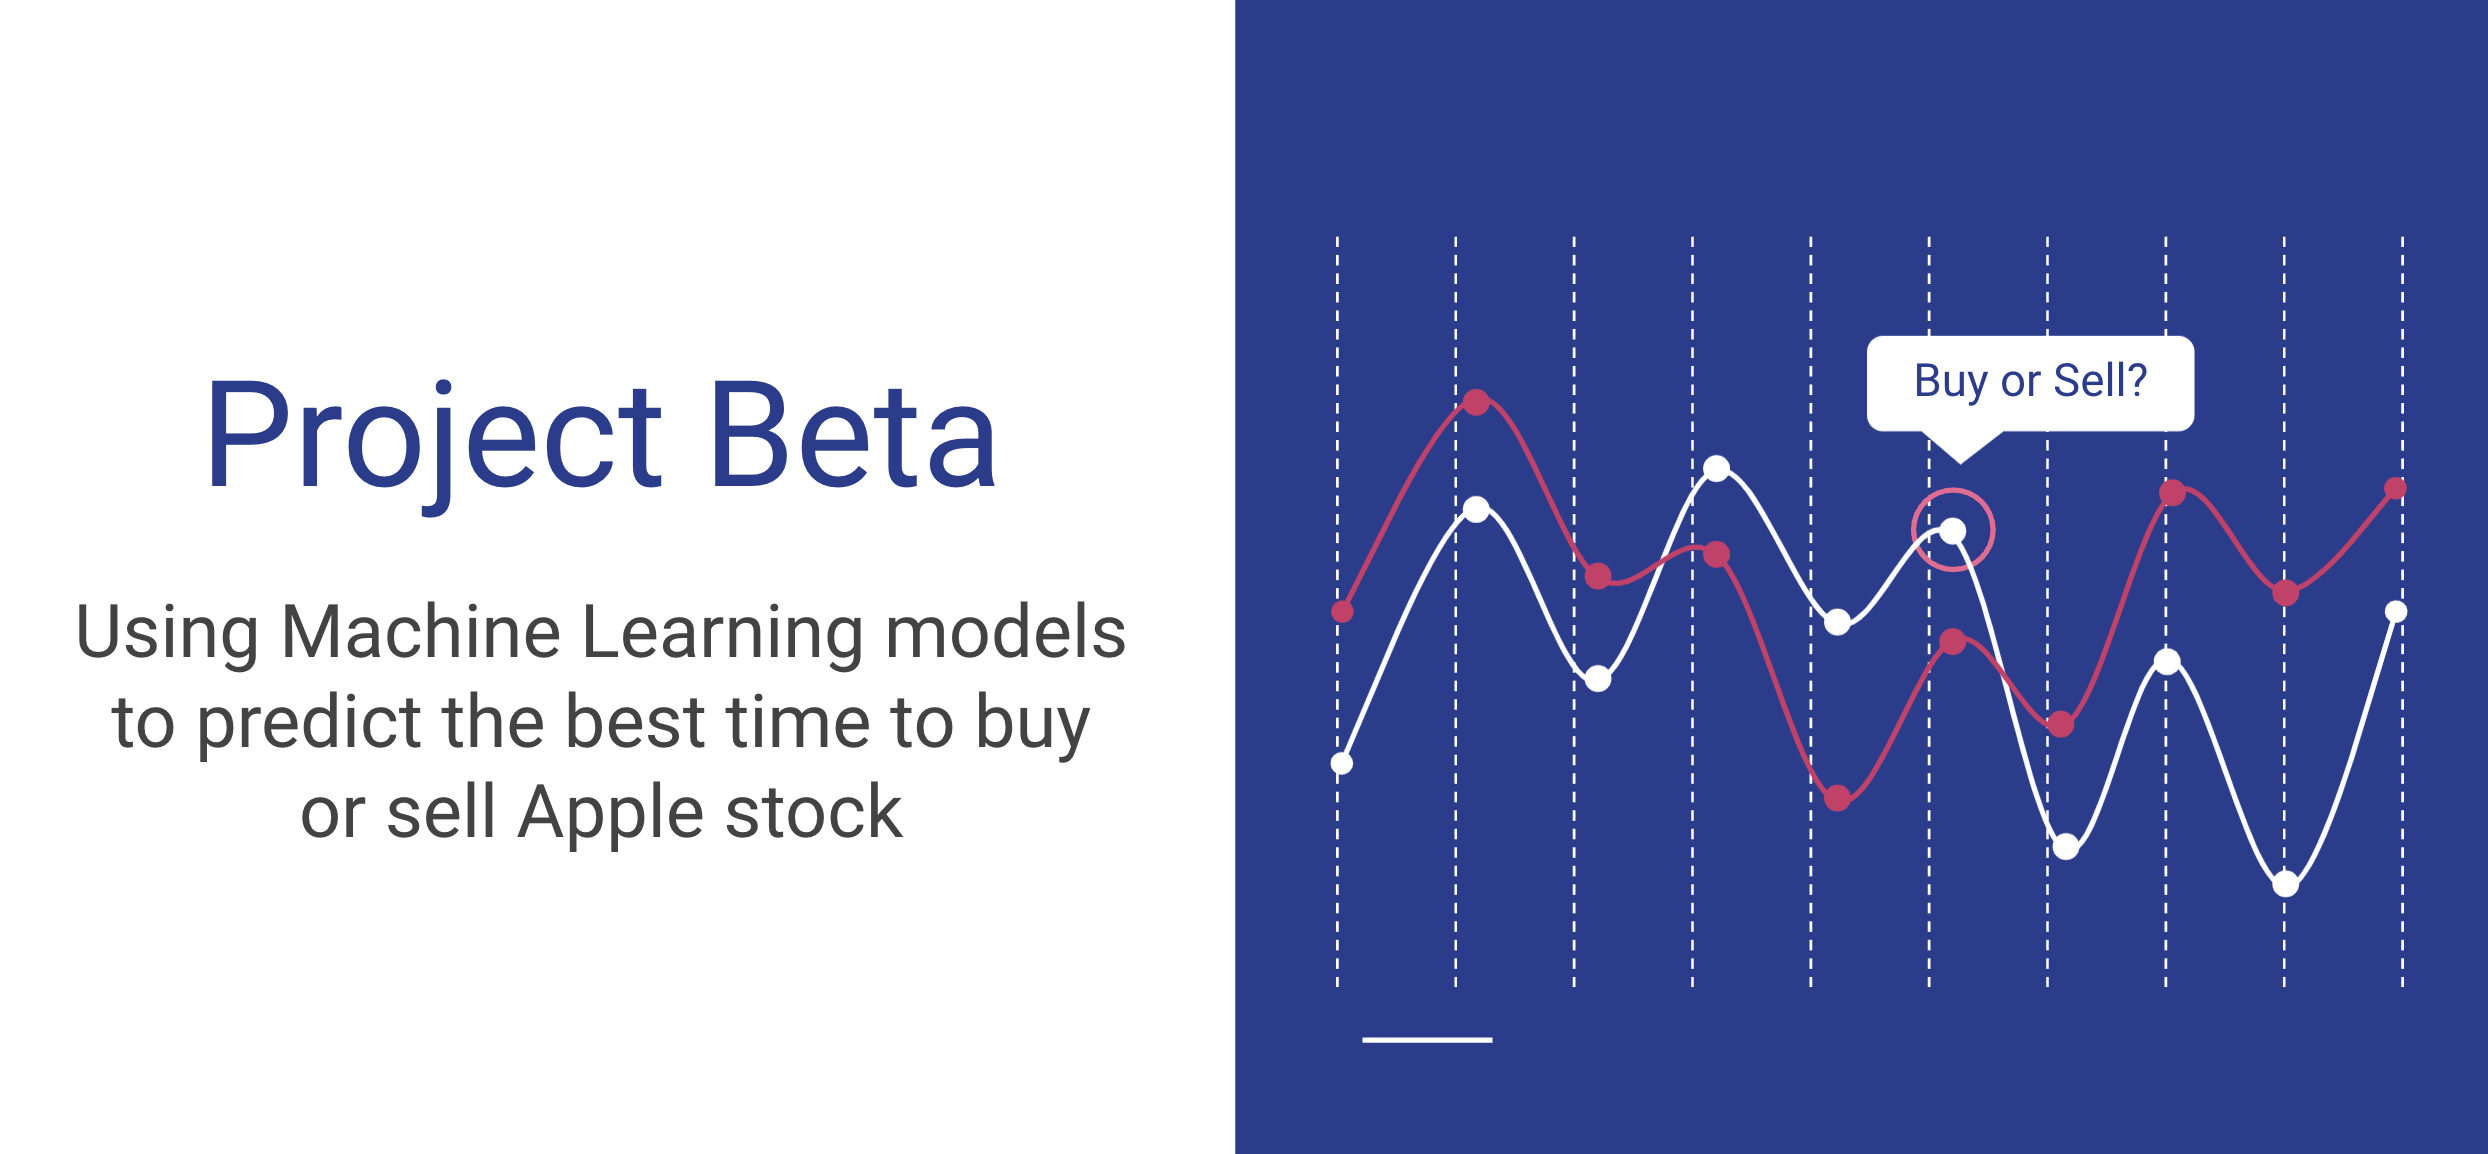 Project Beta
Using Machine Learning models
to predict the best time to buy
or sell Apple stock
Buy or Sell?